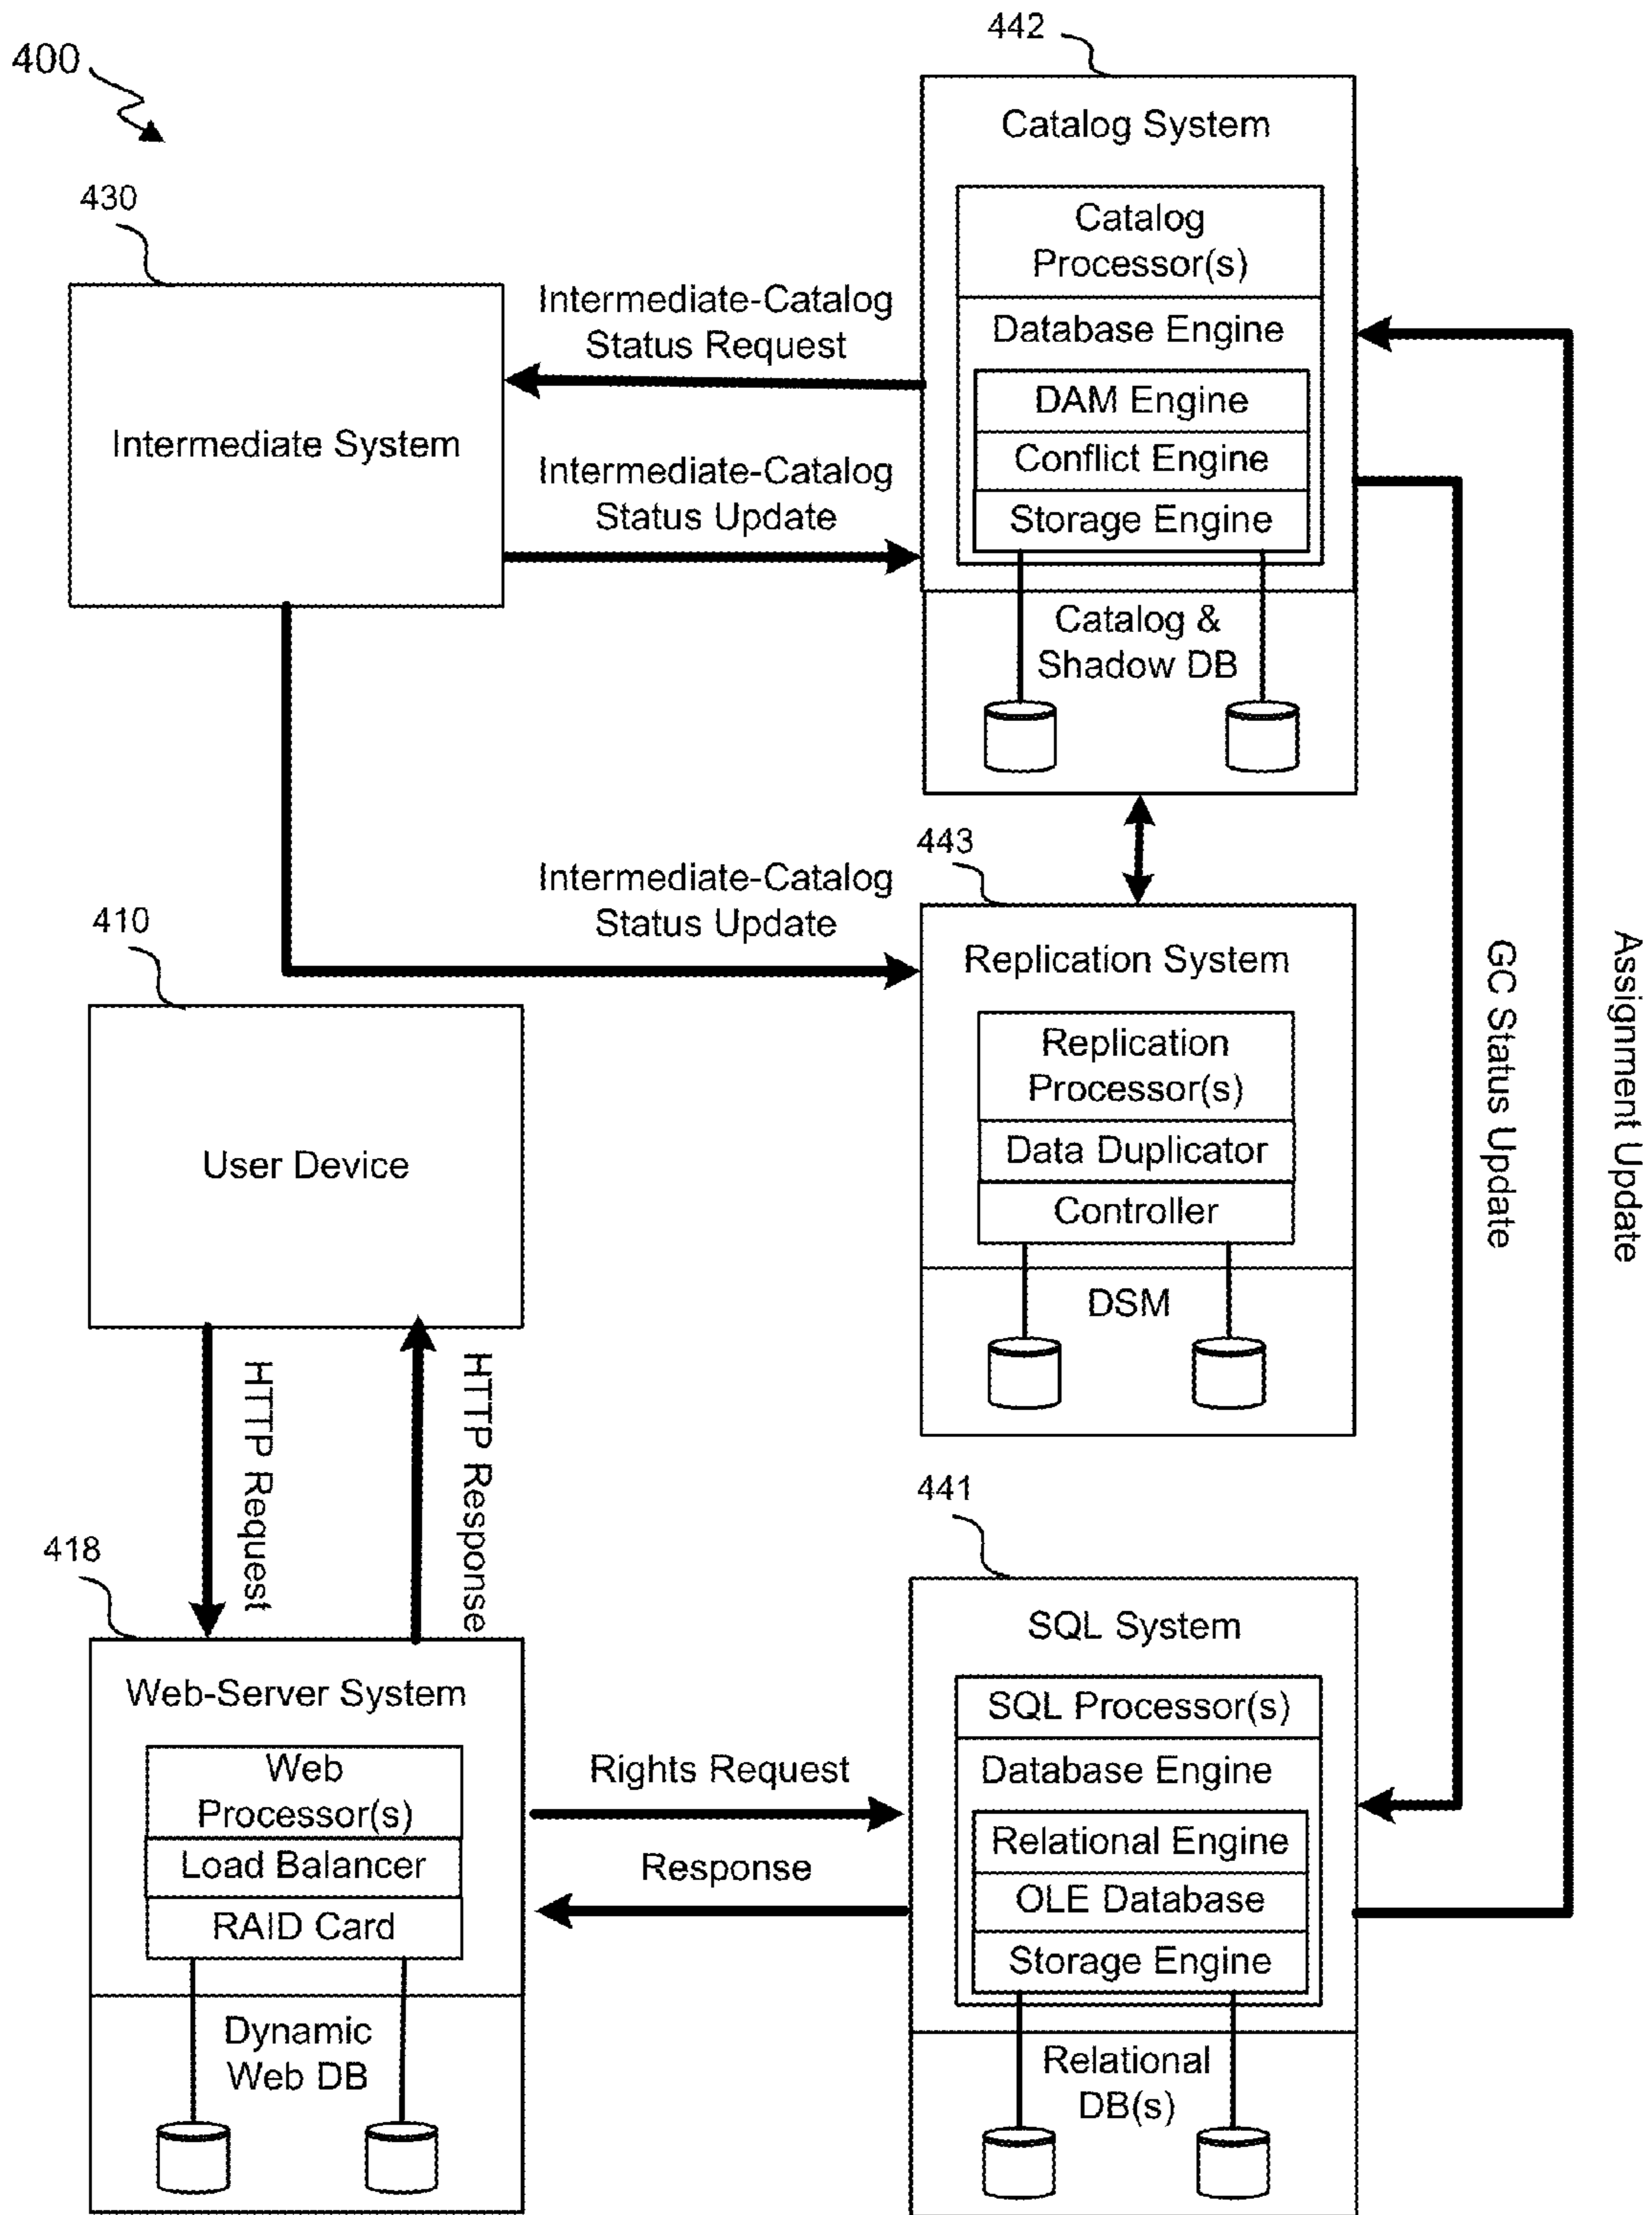 400
442
Catalog System
Catalog
Processor(s)
Database Engine
DAM Engine
Conflict Engine
Storage Engine
Catalog &
Shadow DB
430
Intermediate System
Intermediate-Catalog
Status Request
Intermediate-Catalog
Status Update
Intermediate-Catalog
Status Update
443
Replication System
Replication
Processor(s)
Data Duplicator
Controller
DSM
GC Status Update
Assignment Update
410
User Device
HTTP Request
HTTP Response
418
Web-Server System
Web
Processor(s)
Load Balancer
RAID Card
Dynamic
Web DB
Rights Request
Response
441
SQL System
SQL Processor(s)
Database Engine
Relational Engine
OLE Database
Storage Engine
Relational
DB(s)